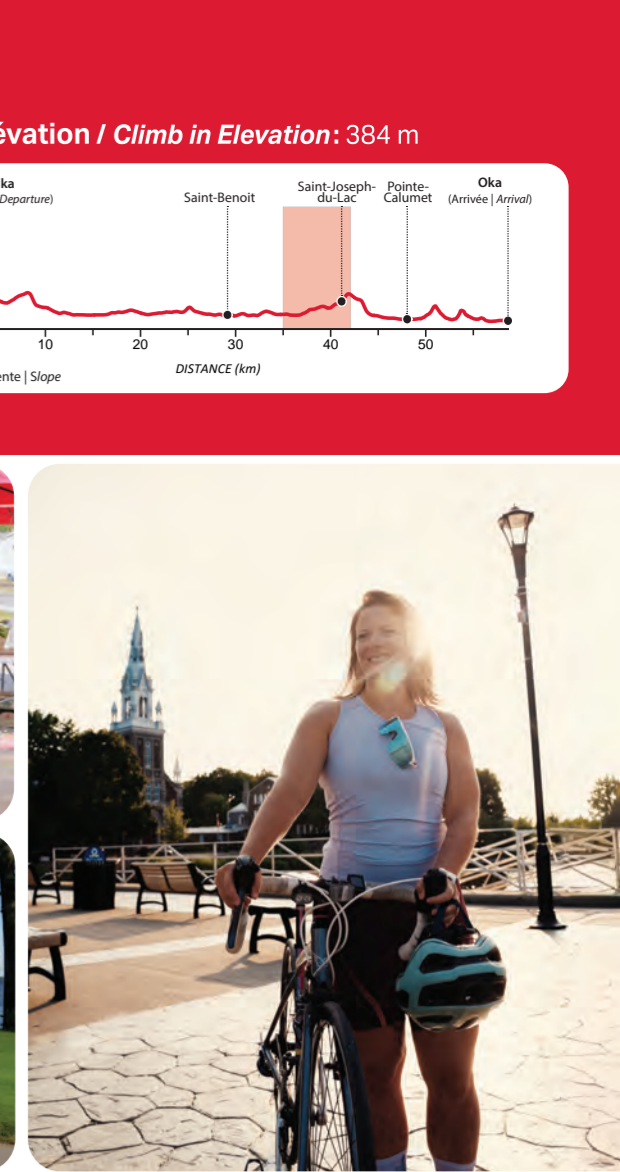 évation / Climb in Elevation: 384 m
ka
Departure)
Saint-Benoit
Saint-Joseph-
du-Lac
Pointe-
Calumet
Oka
(Arrivée | Arrival)
10 20 30 40 50
ente | Slope
DISTANCE (km)